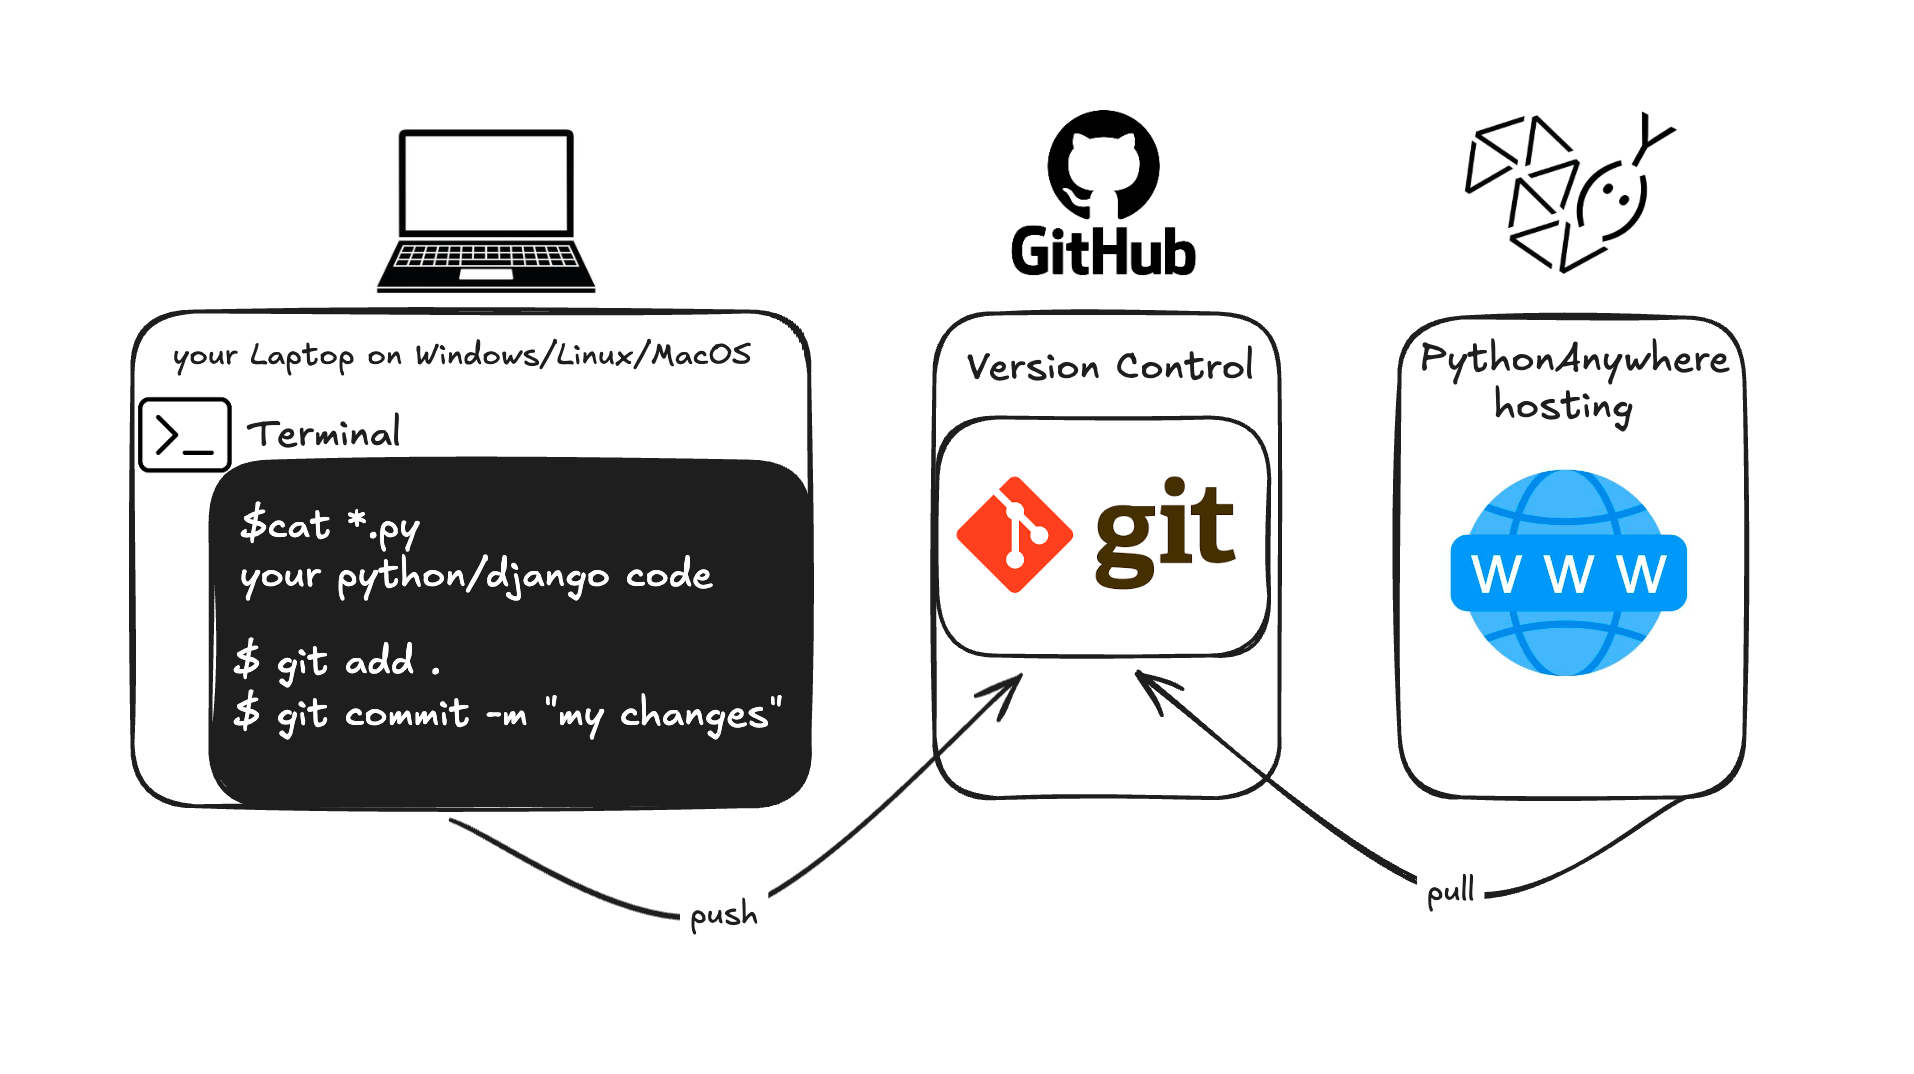 GitHub
your Laptop on Windows/Linux/MacOS
>_ Terminal
$cat *.py
your python/django code
$ git add .
$ git commit -m "my changes"
Version Control
git
PythonAnywhere
hosting
WWW
push
pull